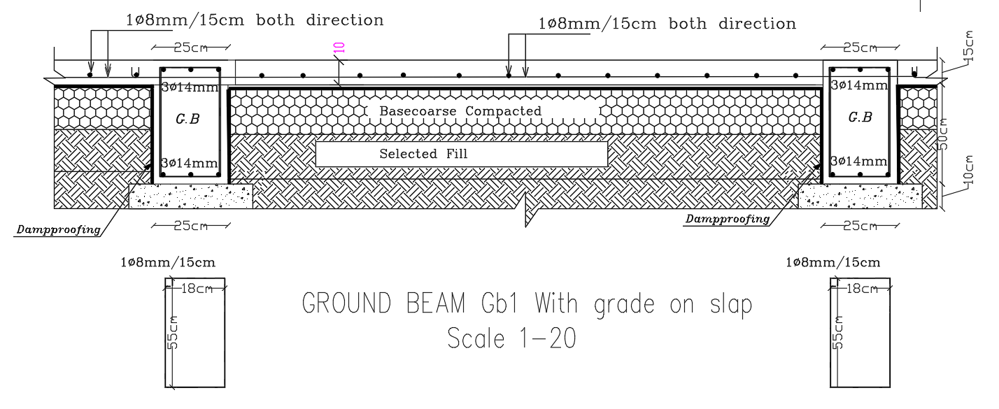 1ø8mm/15cm both direction
1ø8mm/15cm both direction
25cm
10
25cm
15cm
3ø14mm
3ø14mm
Basecoarse Compacted
G.B
G.B
50cm
Selected Fill
3ø14mm
3ø14mm
10cm
Dampproofing
25cm
Dampproofing
25cm
1ø8mm/15cm
1ø8mm/15cm
18cm
18cm
GROUND BEAM Gb1 With grade on slap
55cm
55cm
Scale 1-20